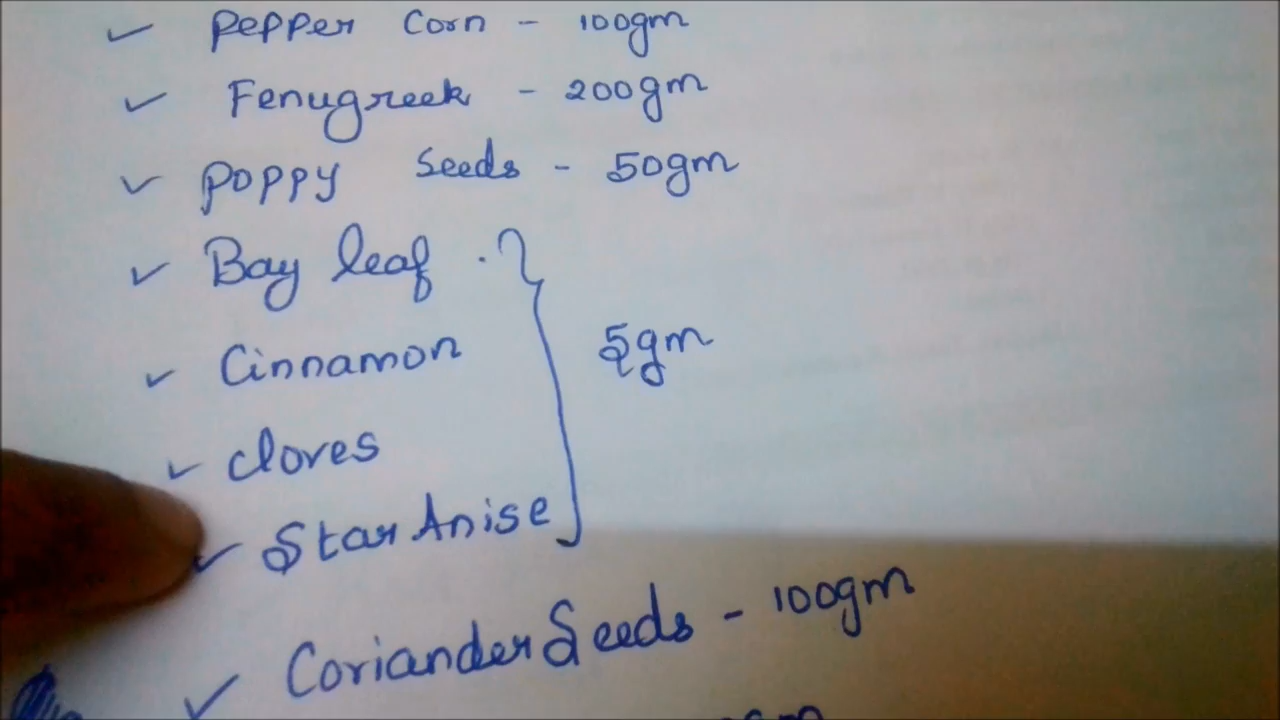 ✓ Pepper Corn - 100gm
✓ Fenugreek - 200gm
✓ Poppy Seeds - 50gm
✓ Bay leaf . }
✓ Cinnamon
5gm
✓ Cloves
✓ Star Anise
✓ Coriander Seeds - 100gm